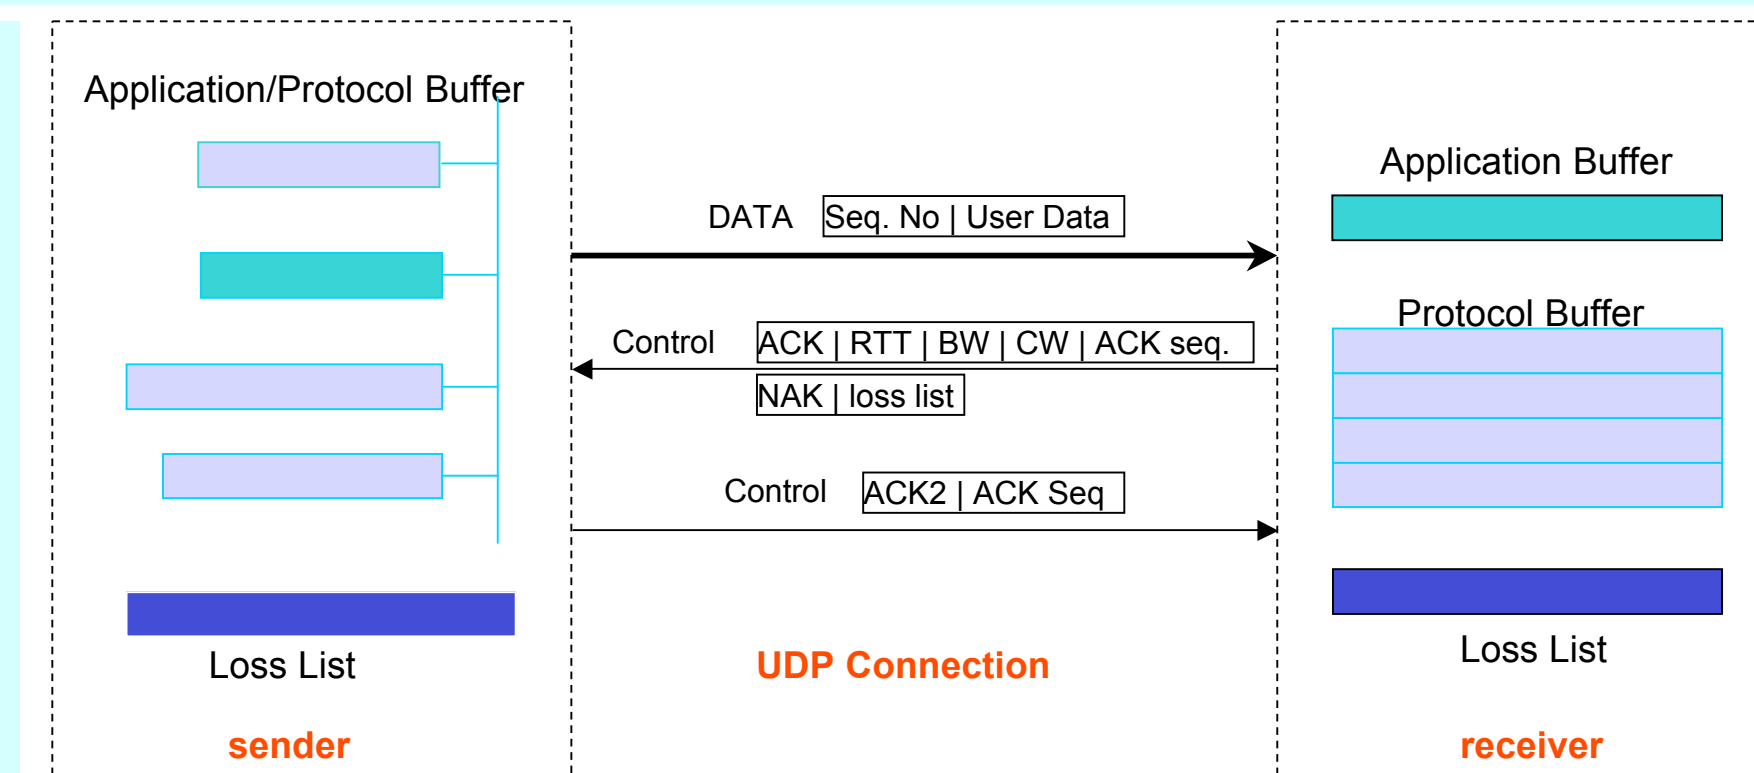 Application/Protocol Buffer
Loss List
sender
DATA
Seq. No | User Data
Control
ACK | RTT | BW | CW | ACK seq.
NAK | loss list
Control
ACK2 | ACK Seq
UDP Connection
Application Buffer
Protocol Buffer
Loss List
receiver